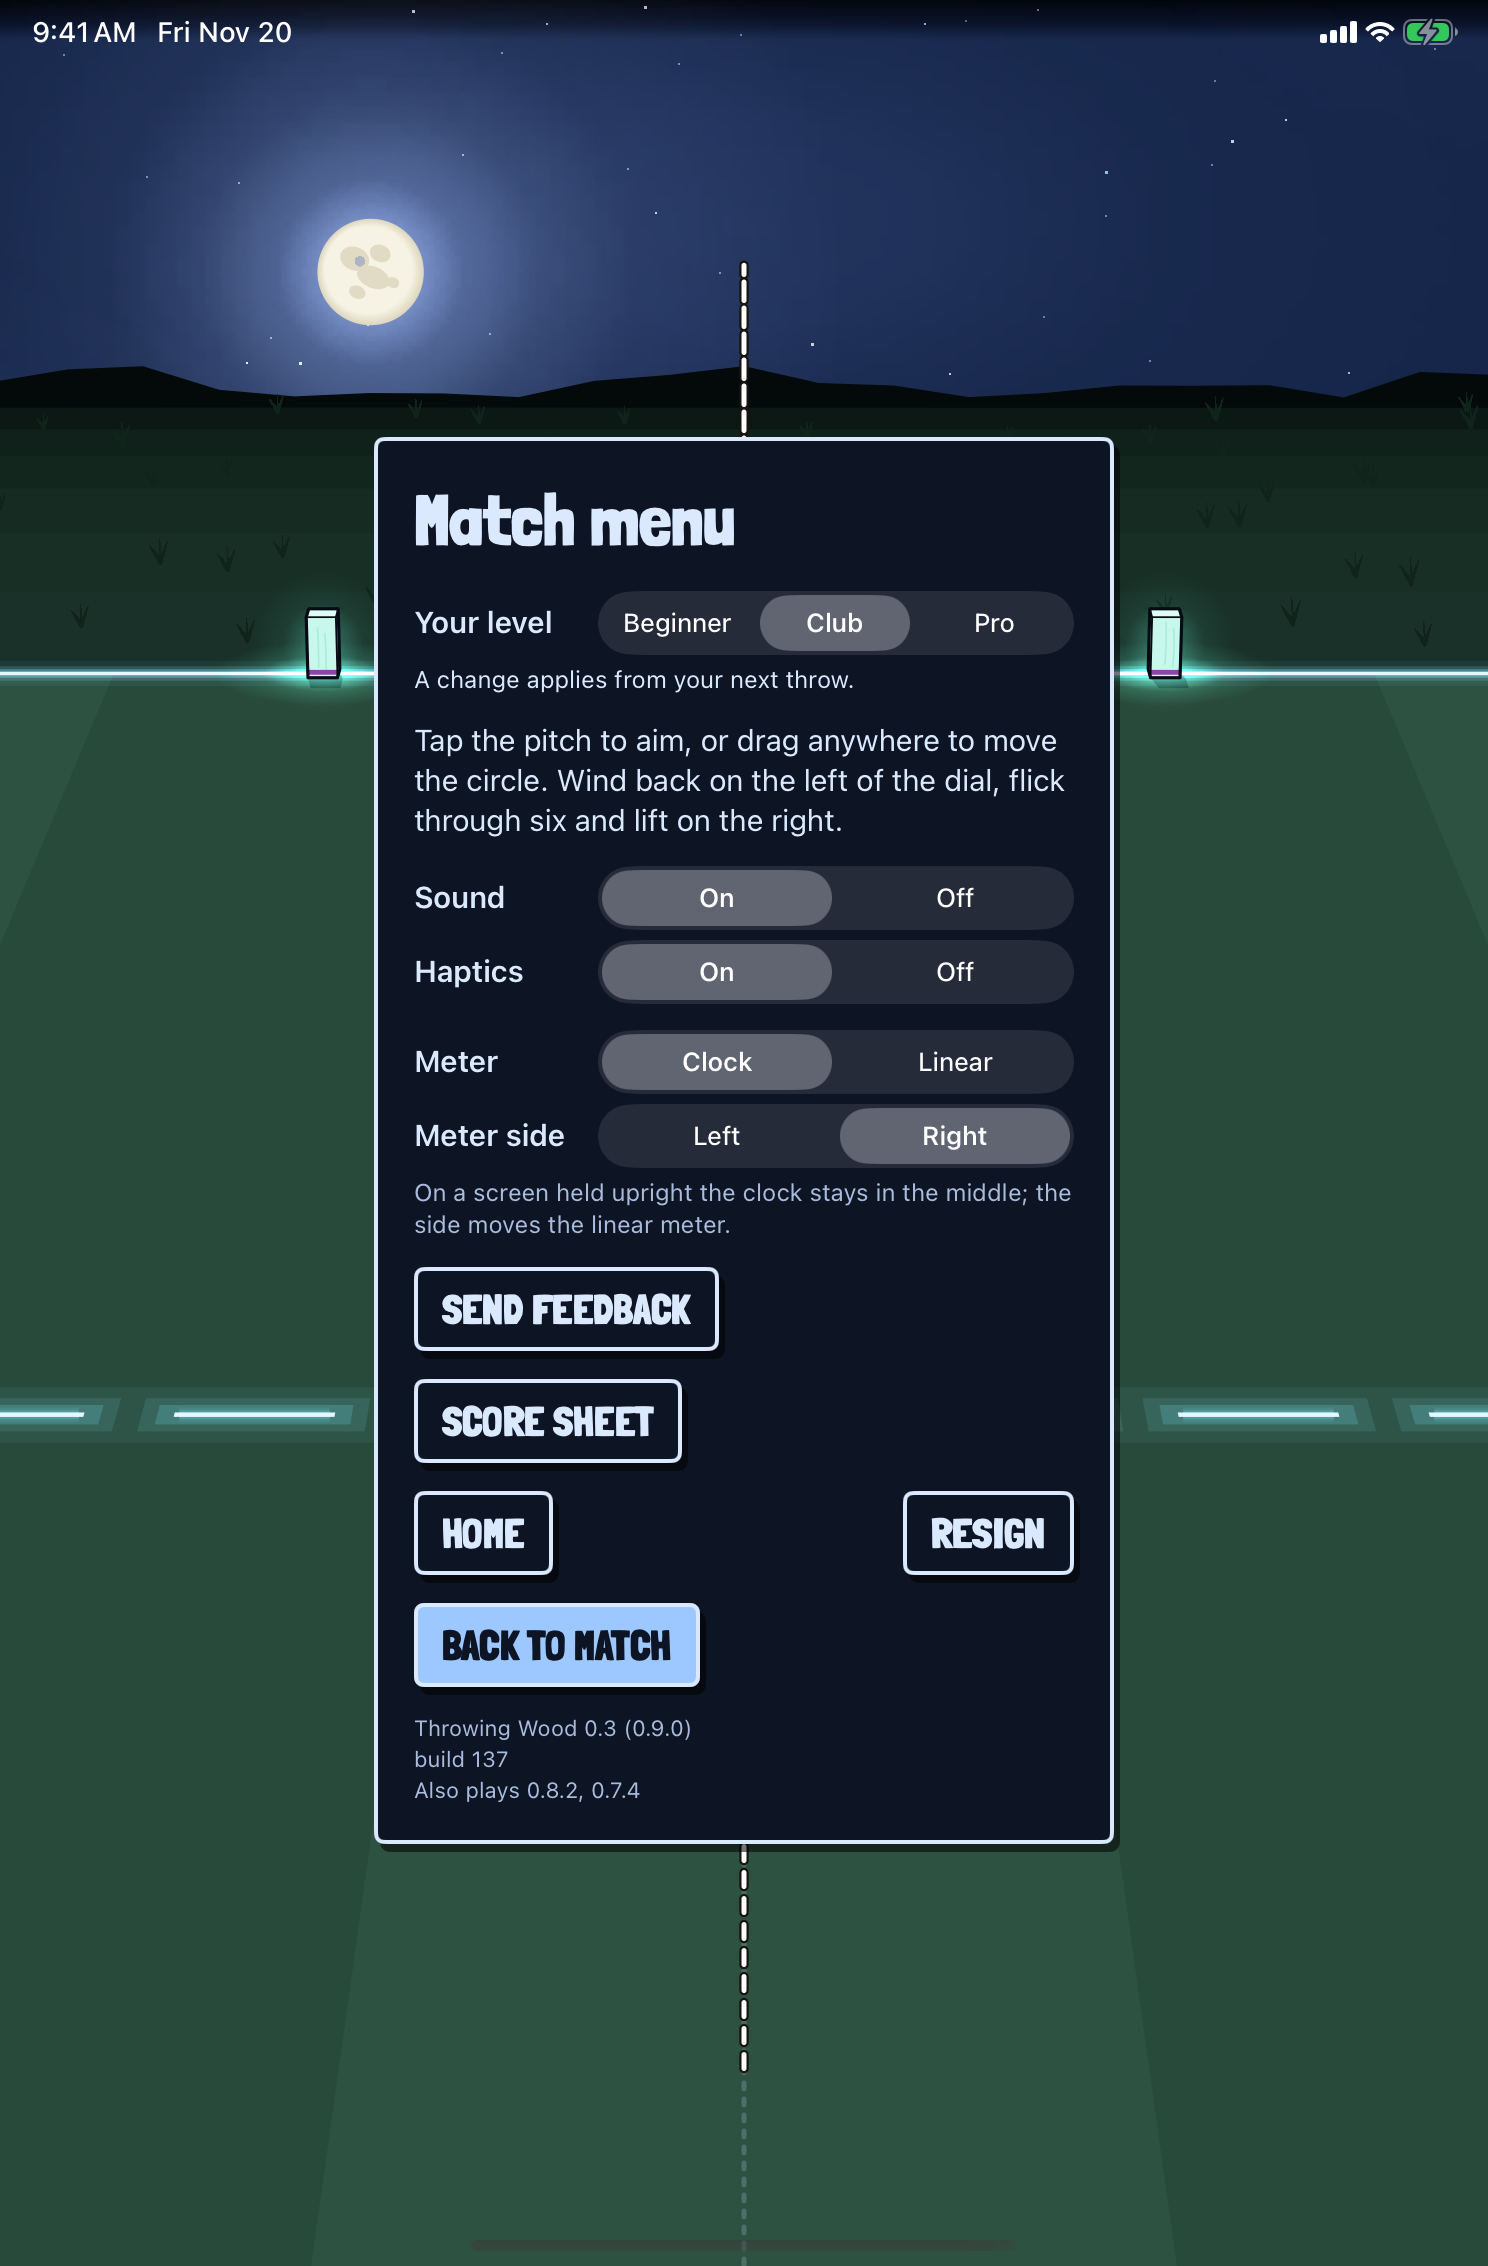 9:41 AM Fri Nov 20
Match menu
Your level Beginner Club Pro
A change applies from your next throw.
Tap the pitch to aim, or drag anywhere to move
the circle. Wind back on the left of the dial, flick
through six and lift on the right.
Sound On Off
Haptics On Off
Meter Clock Linear
Meter side Left Right
On a screen held upright the clock stays in the middle; the
side moves the linear meter.
SEND FEEDBACK
SCORE SHEET
HOME RESIGN
BACK TO MATCH
Throwing Wood 0.3 (0.9.0)
build 137
Also plays 0.8.2, 0.7.4